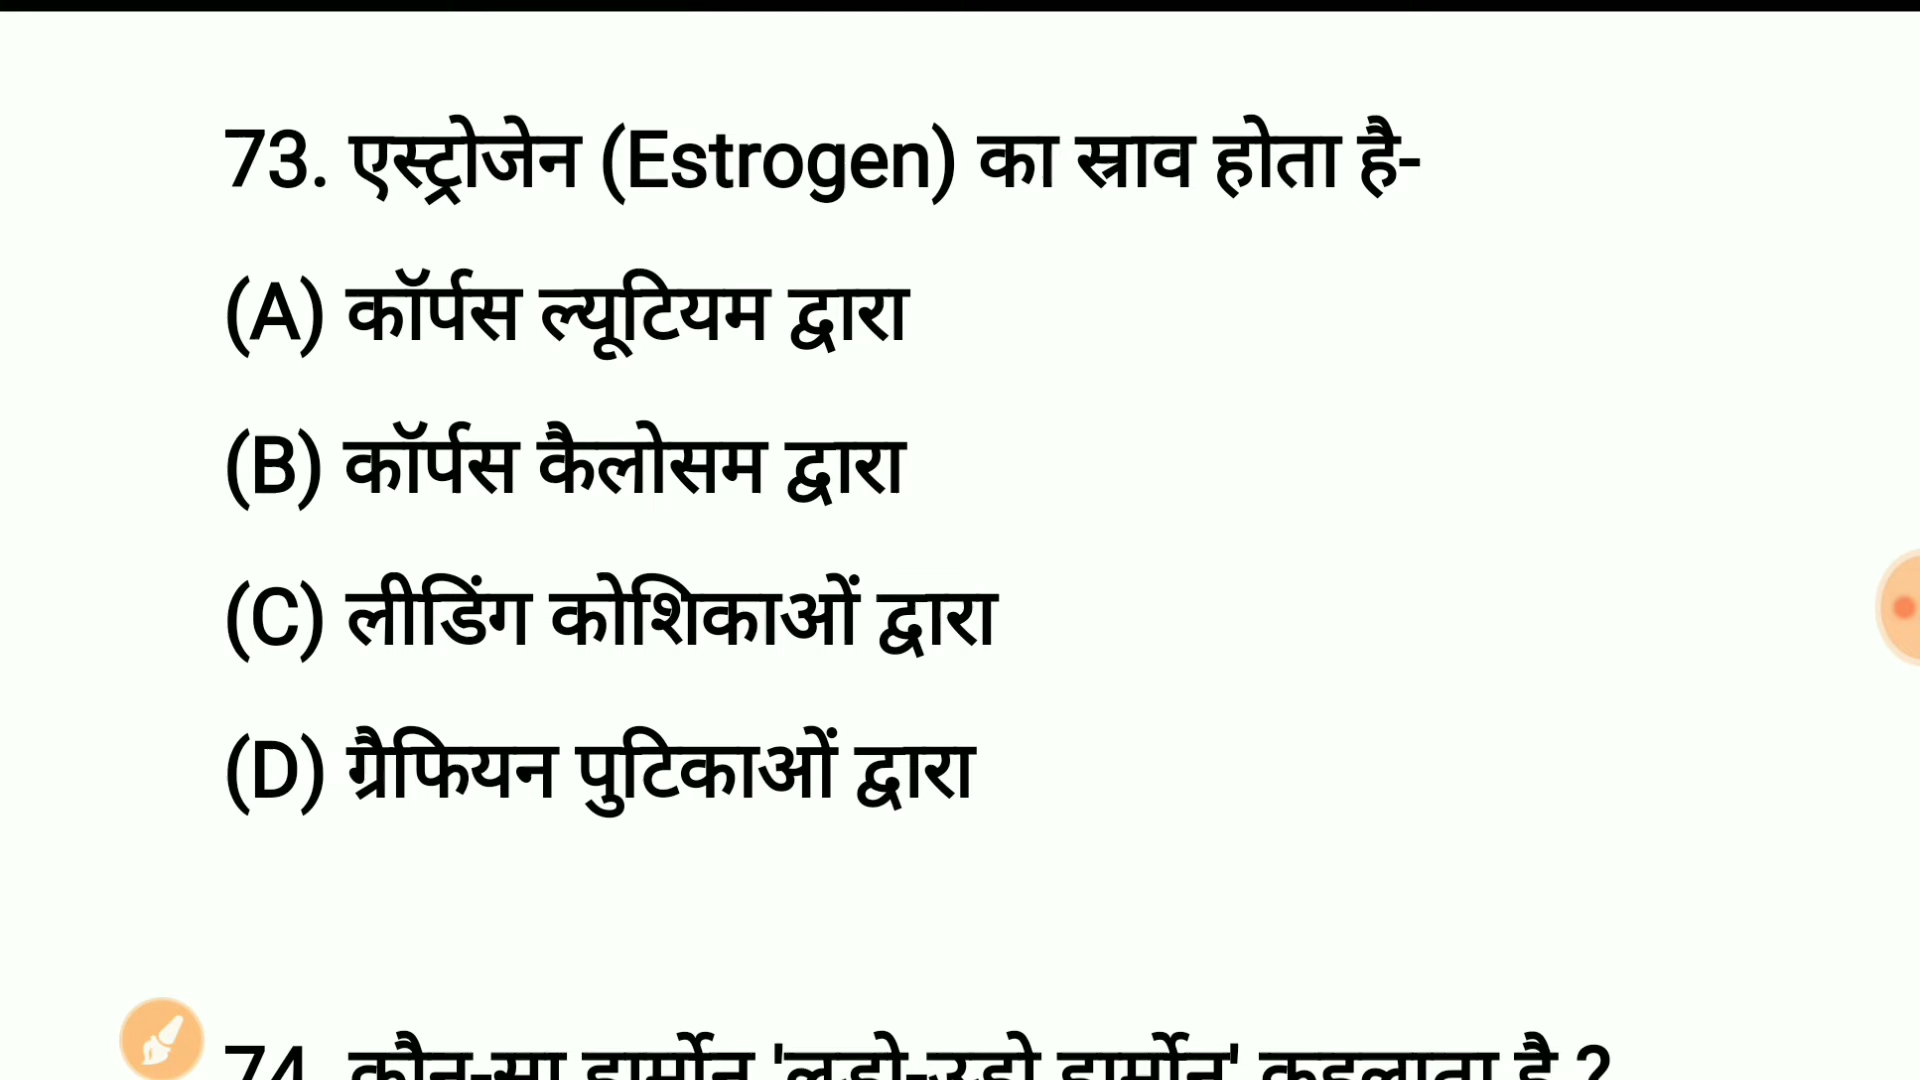 73. एस्ट्रोजेन (Estrogen) का स्राव होता है-
(A) कॉर्पस ल्यूटियम द्वारा
(B) कॉर्पस कैलोसम द्वारा
(C) लीडिंग कोशिकाओं द्वारा
(D) ग्रैफियन पुटिकाओं द्वारा
74. कौन-सा हार्मोन 'लड़ो-उड़ो हार्मोन' कहलाता है ?